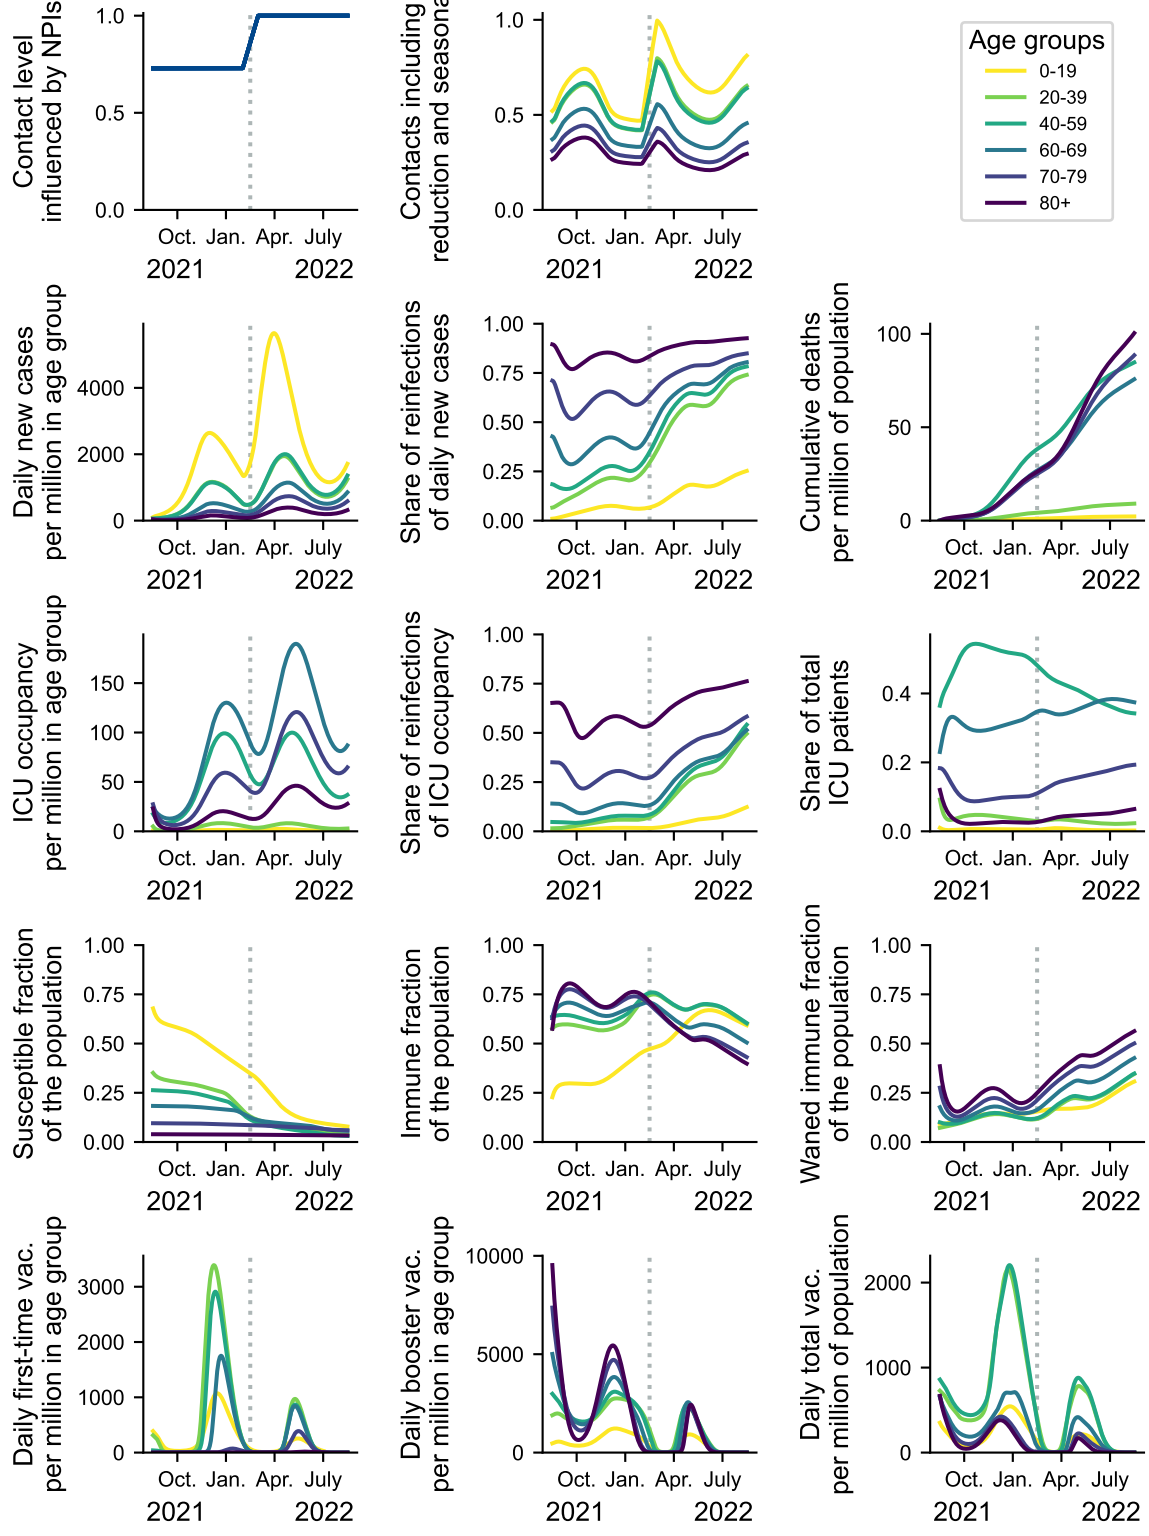 Contact level
influenced by NPIs
1.0
0.5
0.0
Oct. Jan. Apr. July
2021 2022
Contacts including
reduction and seasona
1.0
0.5
0.0
Oct. Jan. Apr. July
2021 2022
Age groups
0-19
20-39
40-59
60-69
70-79
80+
Daily new cases
per million in age group
4000
2000
0
Oct. Jan. Apr. July
2021 2022
Share of reinfections
of daily new cases
1.00
0.75
0.50
0.25
0.00
Oct. Jan. Apr. July
2021 2022
Cumulative deaths
per million of population
100
50
0
Oct. Jan. Apr. July
2021 2022
ICU occupancy
per million in age group
150
100
50
0
Oct. Jan. Apr. July
2021 2022
Share of reinfections
of ICU occupancy
1.00
0.75
0.50
0.25
0.00
Oct. Jan. Apr. July
2021 2022
Share of total
ICU patients
0.4
0.2
0.0
Oct. Jan. Apr. July
2021 2022
Susceptible fraction
of the population
1.00
0.75
0.50
0.25
0.00
Oct. Jan. Apr. July
2021 2022
Immune fraction
of the population
1.00
0.75
0.50
0.25
0.00
Oct. Jan. Apr. July
2021 2022
Waned immune fraction
of the population
1.00
0.75
0.50
0.25
0.00
Oct. Jan. Apr. July
2021 2022
Daily first-time vac.
per million in age group
3000
2000
1000
0
Oct. Jan. Apr. July
2021 2022
Daily booster vac.
per million in age group
10000
5000
0
Oct. Jan. Apr. July
2021 2022
Daily total vac.
per million of population
2000
1000
0
Oct. Jan. Apr. July
2021 2022